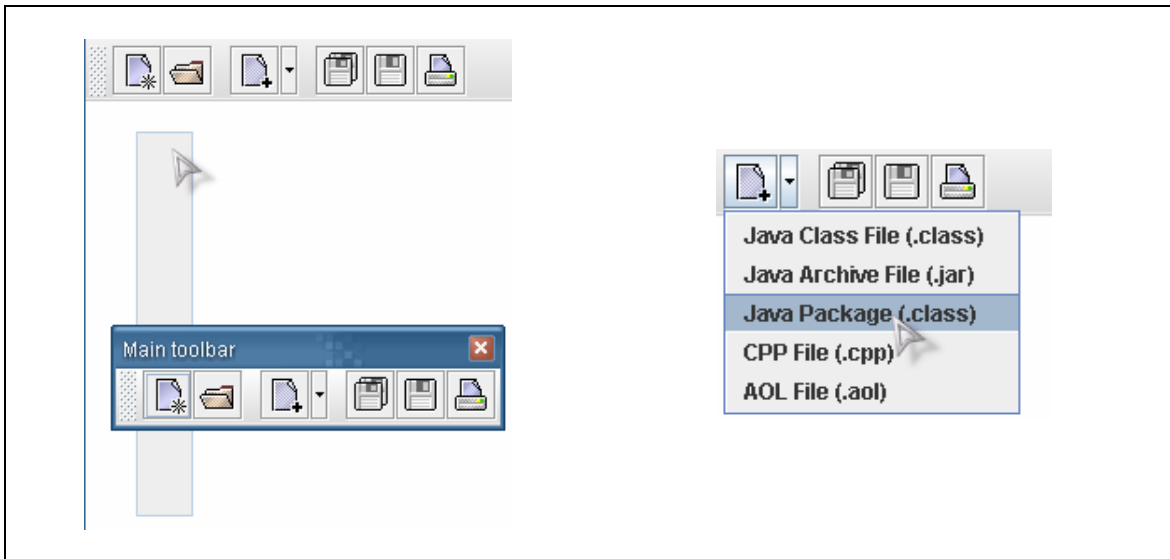 Main toolbar
Java Class File (.class)
Java Archive File (.jar)
Java Package (.class)
CPP File (.cpp)
AOL File (.aol)